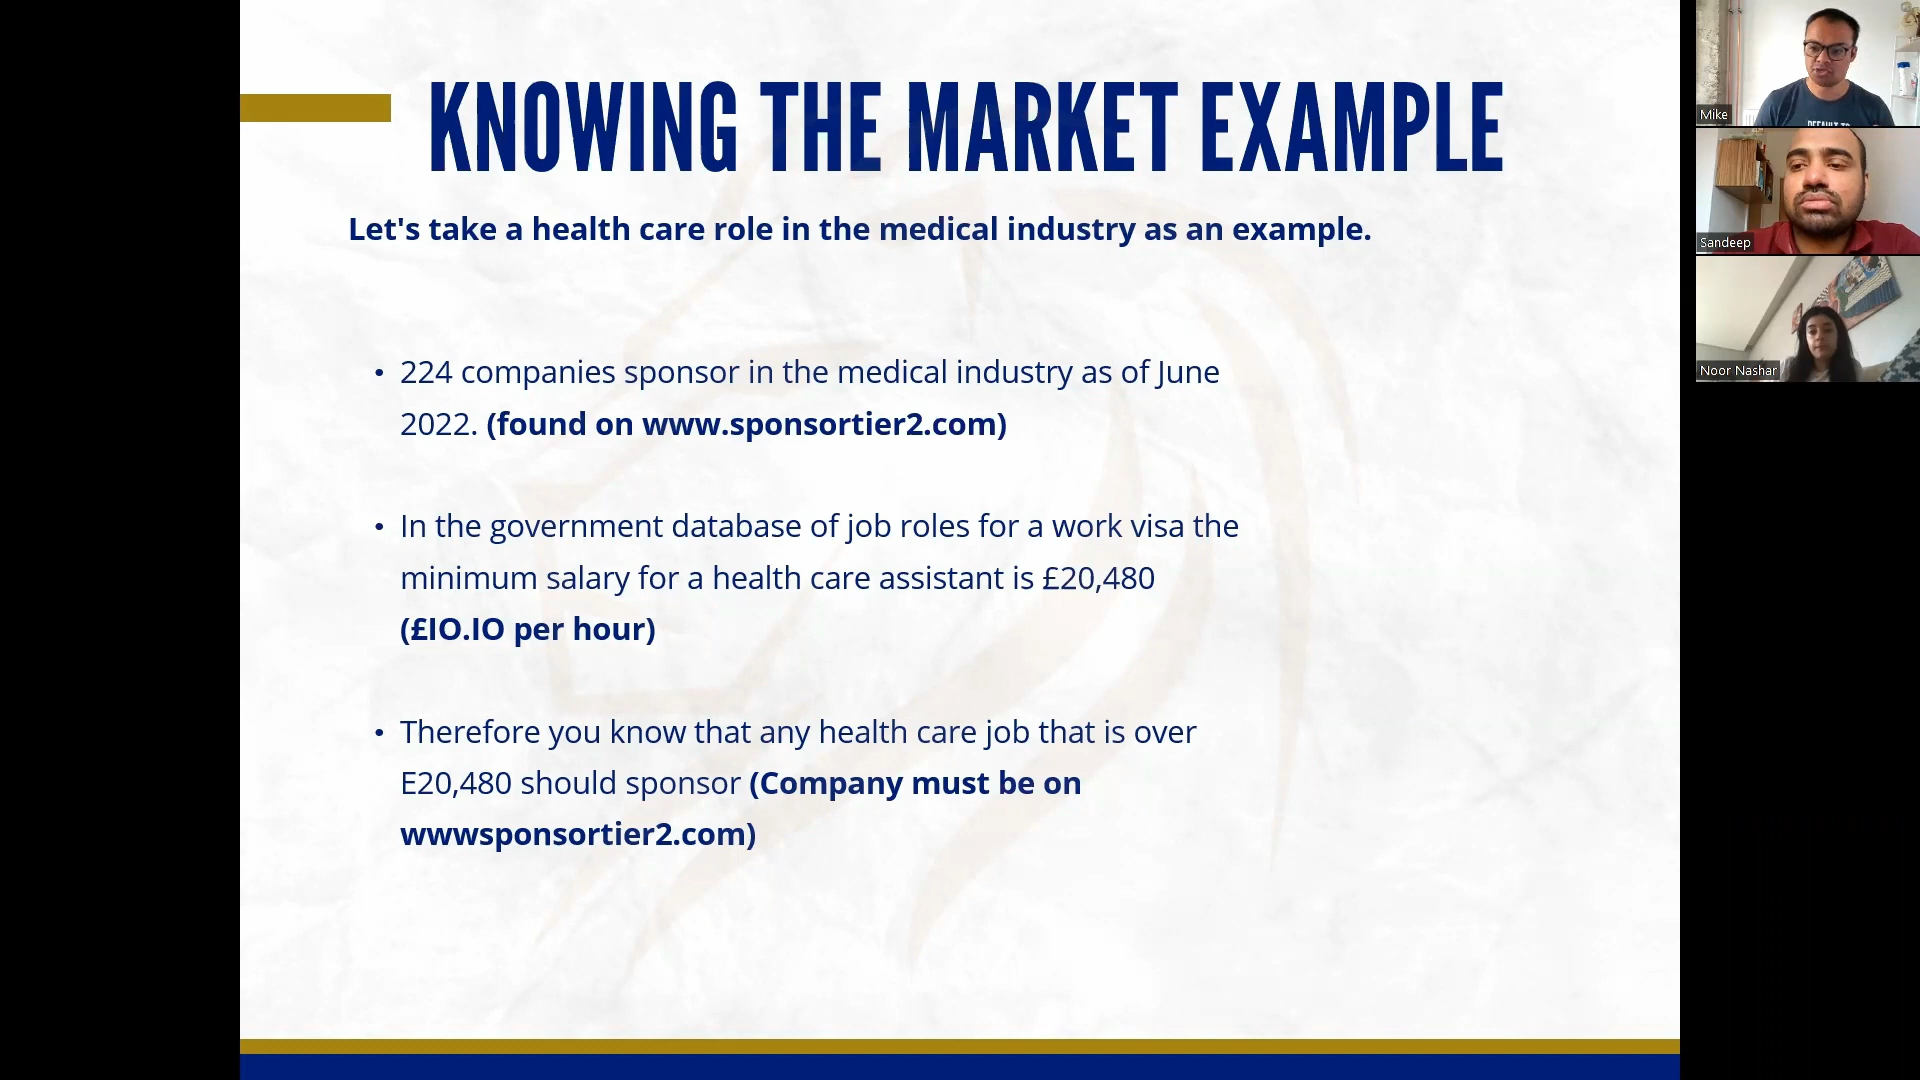 KNOWING THE MARKET EXAMPLE
Let's take a health care role in the medical industry as an example.
• 224 companies sponsor in the medical industry as of June
2022. (found on www.sponsortier2.com)
• In the government database of job roles for a work visa the
minimum salary for a health care assistant is £20,480
(£IO.IO per hour)
• Therefore you know that any health care job that is over
E20,480 should sponsor (Company must be on
wwwsponsortier2.com)
Mike
Sandeep
Noor Nashar